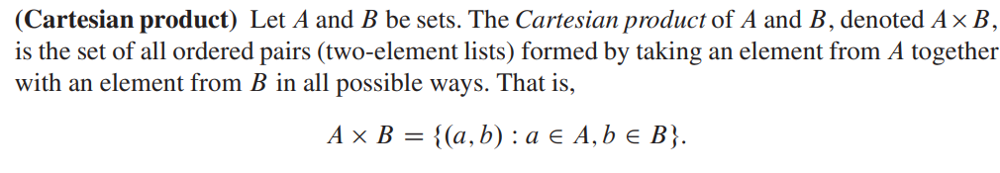 (Cartesian product) Let A and B be sets. The Cartesian product of A and B, denoted A × B,
is the set of all ordered pairs (two-element lists) formed by taking an element from A together
with an element from B in all possible ways. That is,
A × B = {(a, b) : a ∈ A, b ∈ B}.